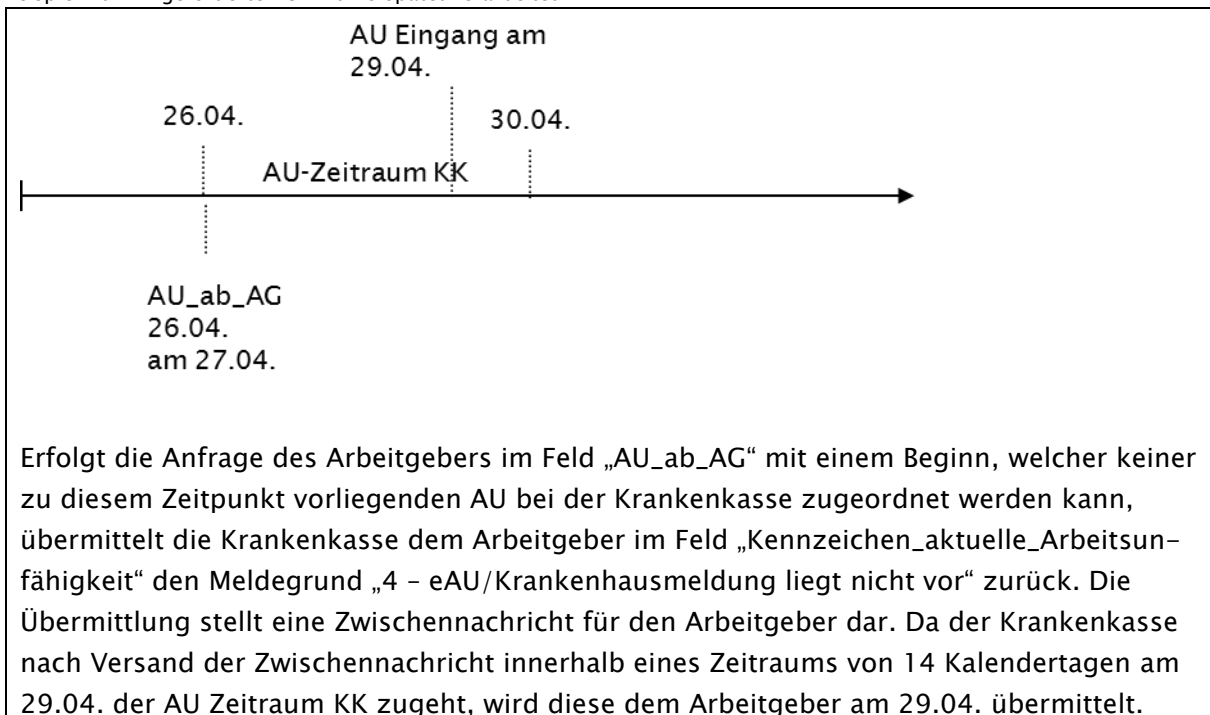 AU Eingang am
29.04.
26.04.
30.04.
AU-Zeitraum KK
AU_ab_AG
26.04.
am 27.04.
Erfolgt die Anfrage des Arbeitgebers im Feld „AU_ab_AG“ mit einem Beginn, welcher keiner
zu diesem Zeitpunkt vorliegenden AU bei der Krankenkasse zugeordnet werden kann,
übermittelt die Krankenkasse dem Arbeitgeber im Feld „Kennzeichen_aktuelle_Arbeitsun-
fähigkeit“ den Meldegrund „4 – eAU/Krankenhausmeldung liegt nicht vor“ zurück. Die
Übermittlung stellt eine Zwischennachricht für den Arbeitgeber dar. Da der Krankenkasse
nach Versand der Zwischennachricht innerhalb eines Zeitraums von 14 Kalendertagen am
29.04. der AU Zeitraum KK zugeht, wird diese dem Arbeitgeber am 29.04. übermittelt.